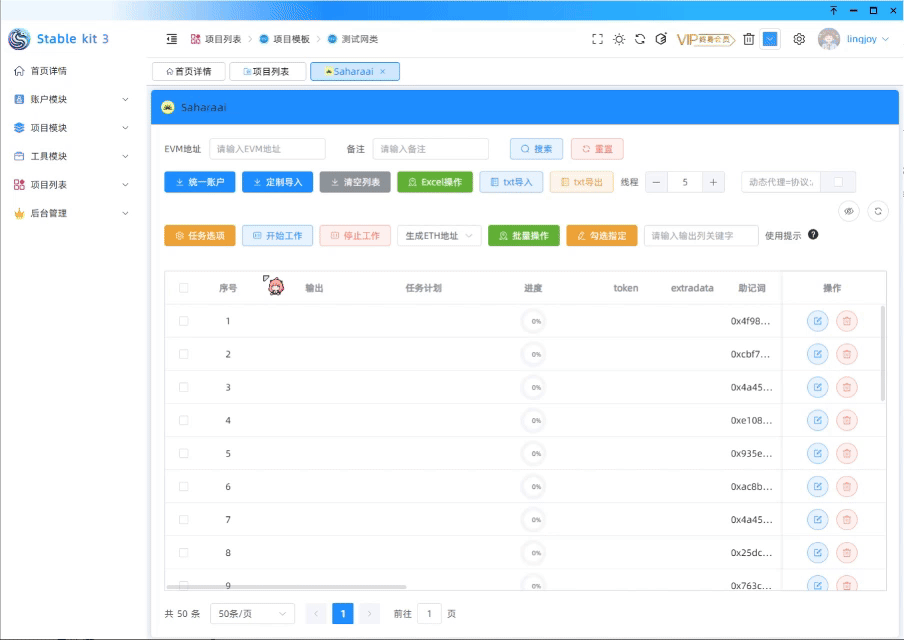 Stable kit 3
项目列表 > 项目模板 > 测试网类
VIP 终尊会员
lingjoy
首页详情
账户模块
项目模块
工具模块
项目列表
后台管理
首页详情 项目列表 Saharaai ×
Saharaai
EVM地址 请输入EVM地址 备注 请输入备注 搜索 重置
统一账户 定制导入 清空列表 Excel操作 txt导入 txt导出 线程 − 5 + 动态代理=协议:
任务选项 开始工作 停止工作 生成ETH地址 批量操作 勾选指定 请输入输出列关键字 使用提示 ?
序号 输出 任务计划 进度 token extradata 助记词 操作
1 0% 0x4f98...
2 0% 0xcbf7...
3 0% 0x4a45...
4 0% 0xe108...
5 0% 0x935e...
6 0% 0xac8b...
7 0% 0x4a45...
8 0% 0x25dc...
9 0% 0x763c...
共 50 条 50条/页 < 1 > 前往 1 页